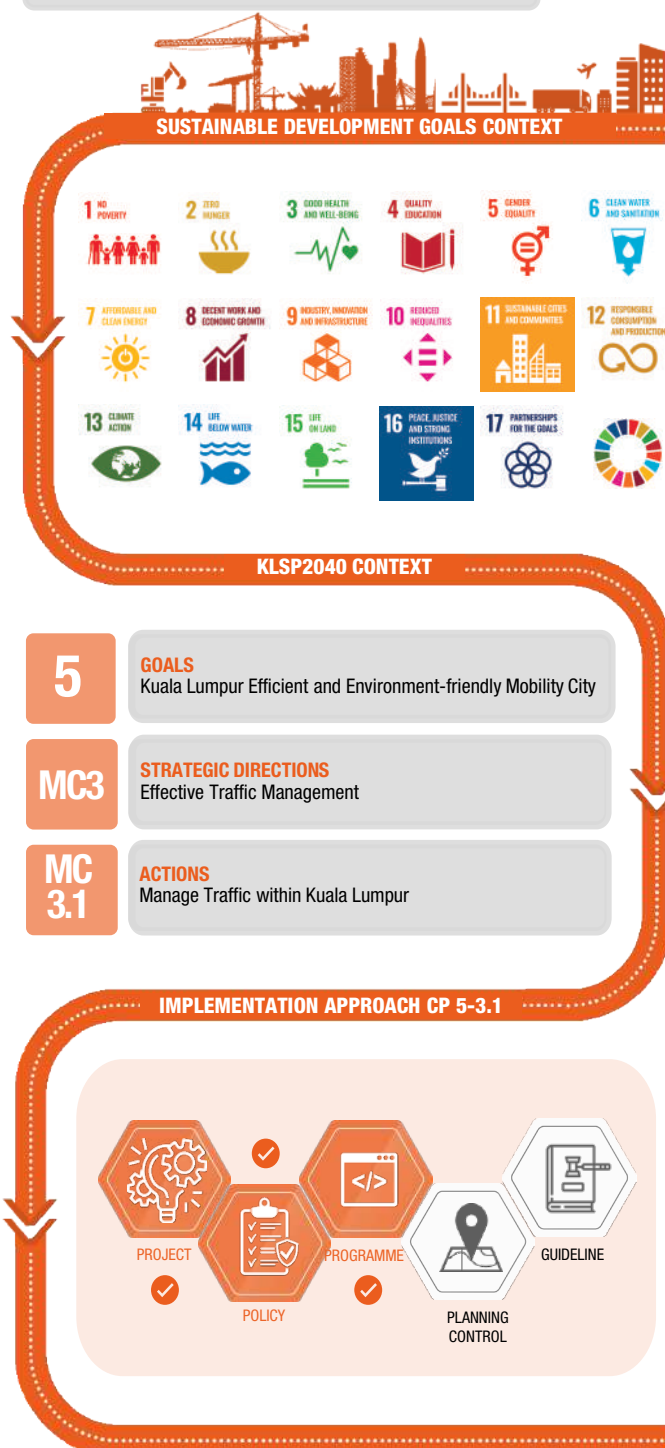 SUSTAINABLE DEVELOPMENT GOALS CONTEXT
1 NO
POVERTY
2 ZERO
HUNGER
3 GOOD HEALTH
AND WELL-BEING
4 QUALITY
EDUCATION
5 GENDER
EQUALITY
6 CLEAN WATER
AND SANITATION
7 AFFORDABLE AND
CLEAN ENERGY
8 DECENT WORK AND
ECONOMIC GROWTH
9 INDUSTRY, INNOVATION
AND INFRASTRUCTURE
10 REDUCED
INEQUALITIES
11 SUSTAINABLE CITIES
AND COMMUNITIES
12 RESPONSIBLE
CONSUMPTION
AND PRODUCTION
13 CLIMATE
ACTION
14 LIFE
BELOW WATER
15 LIFE
ON LAND
16 PEACE, JUSTICE
AND STRONG
INSTITUTIONS
17 PARTNERSHIPS
FOR THE GOALS
KLSP2040 CONTEXT
5
GOALS
Kuala Lumpur Efficient and Environment-friendly Mobility City
MC3
STRATEGIC DIRECTIONS
Effective Traffic Management
MC
3.1
ACTIONS
Manage Traffic within Kuala Lumpur
IMPLEMENTATION APPROACH CP 5-3.1
</>
PROJECT
POLICY
PROGRAMME
PLANNING
CONTROL
GUIDELINE